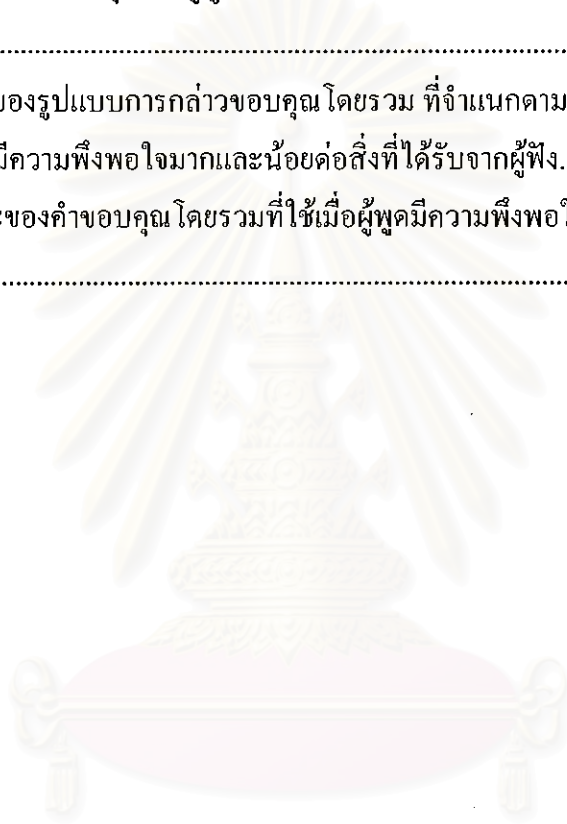 ของรูปแบบการกล่าวขอบคุณโดยรวม ที่จำแนกตาม
มีความพึงพอใจมากและน้อยต่อสิ่งที่ได้รับจากผู้ฟัง.
ของคำขอบคุณโดยรวมที่ใช้เมื่อผู้พูดมีความพึงพอใ